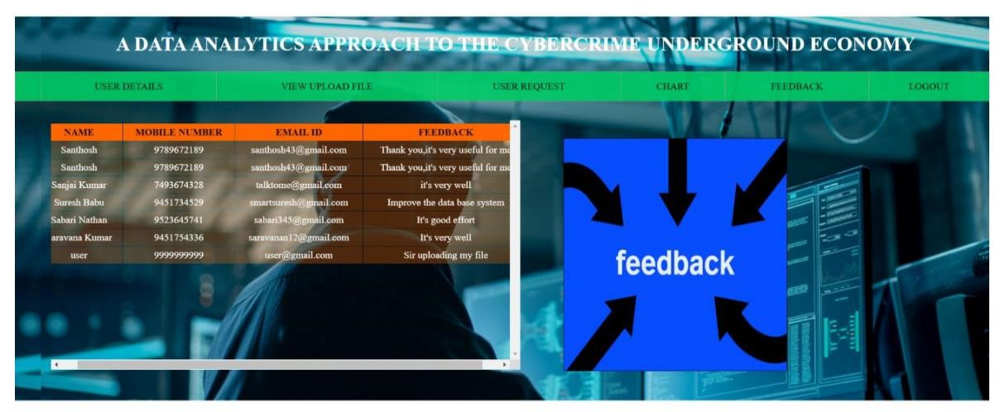 A DATA ANALYTICS APPROACH TO THE CYBERCRIME UNDERGROUND ECONOMY
USER DETAILS VIEW UPLOAD FILE USER REQUEST CHART FEEDBACK LOGOUT
NAME MOBILE NUMBER EMAIL ID FEEDBACK
Santhosh 9789672189 santhosh43@gmail.com Thank you,it's very useful for me
Santhosh 9789672189 santhosh43@gmail.com Thank you,it's very useful for me
Sanjai Kumar 7493674328 talktome@gmail.com it's very well
Suresh Babu 9451734529 smartsuresh@gmail.com Improve the data base system
Sabari Nathan 9523645741 sabari345@gmail.com It's good effort
aravana Kumar 9451754336 saravanan12@gmail.com It's very well
user 9999999999 user@gmail.com Sir uploading my file
feedback